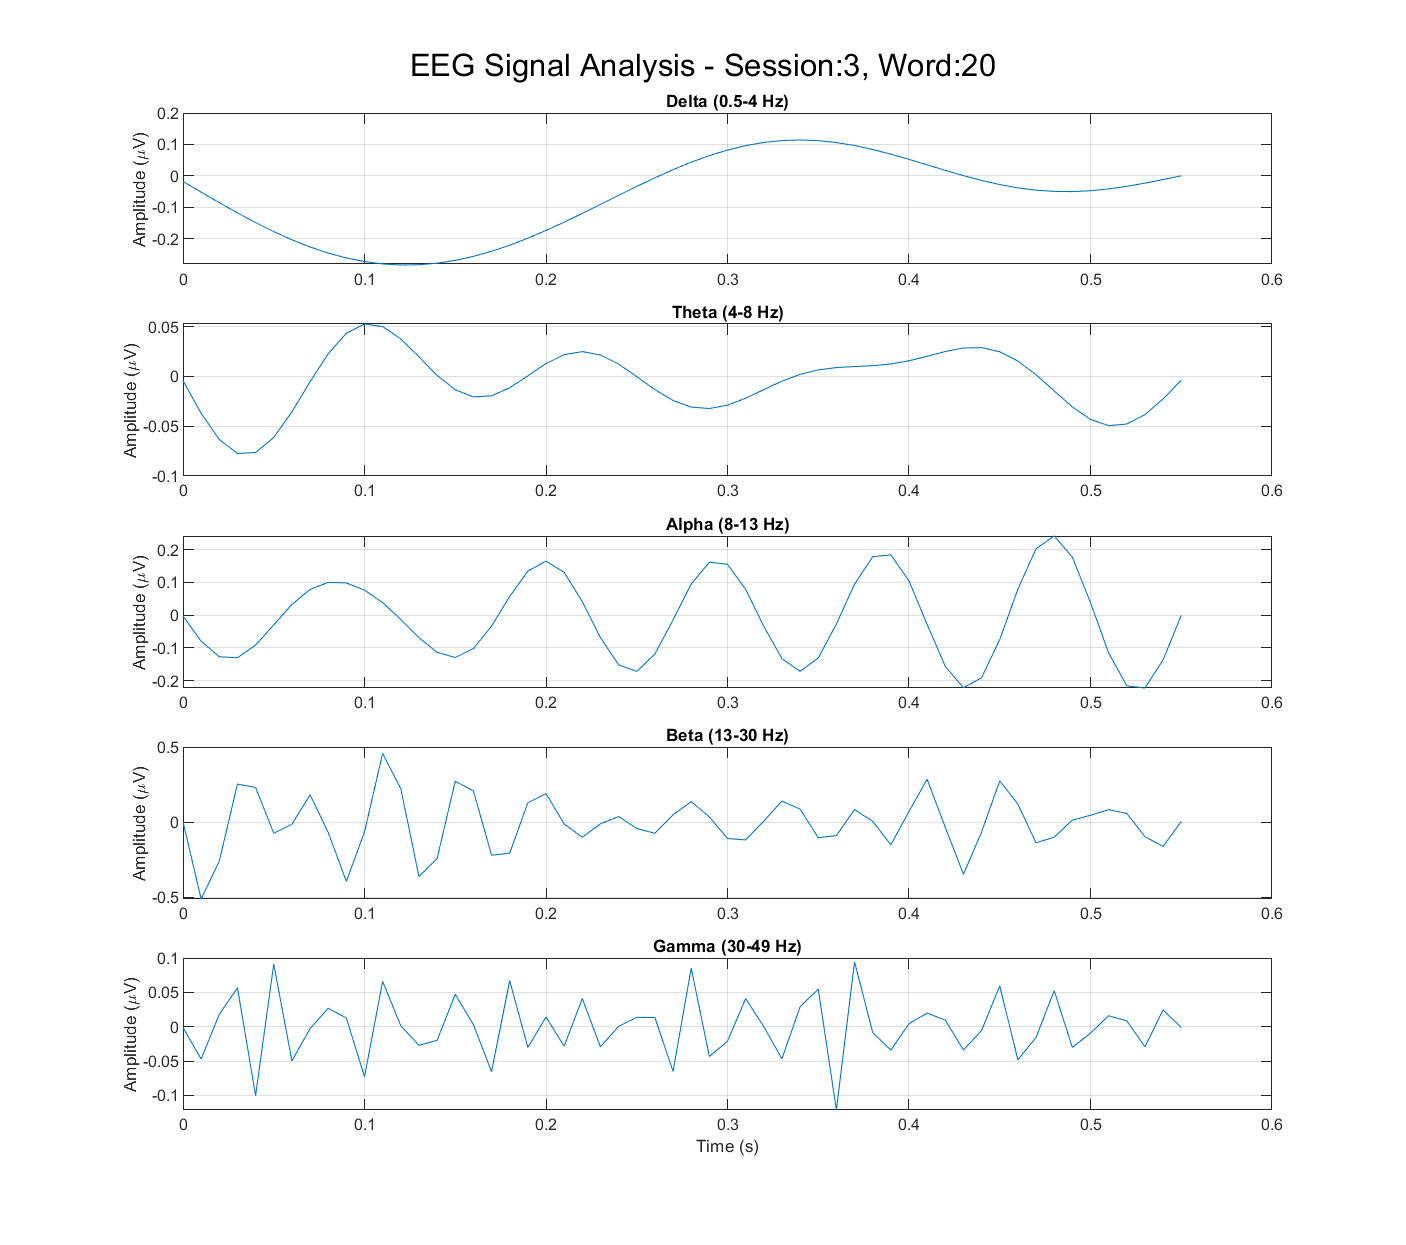 EEG Signal Analysis - Session:3, Word:20
Delta (0.5-4 Hz)
Amplitude (μV)
0.2
0.1
0
-0.1
-0.2
0 0.1 0.2 0.3 0.4 0.5 0.6
Theta (4-8 Hz)
Amplitude (μV)
0.05
0
-0.05
-0.1
0 0.1 0.2 0.3 0.4 0.5 0.6
Alpha (8-13 Hz)
Amplitude (μV)
0.2
0.1
0
-0.1
-0.2
0 0.1 0.2 0.3 0.4 0.5 0.6
Beta (13-30 Hz)
Amplitude (μV)
0.5
0
-0.5
0 0.1 0.2 0.3 0.4 0.5 0.6
Gamma (30-49 Hz)
Amplitude (μV)
0.1
0.05
0
-0.05
-0.1
0 0.1 0.2 0.3 0.4 0.5 0.6
Time (s)